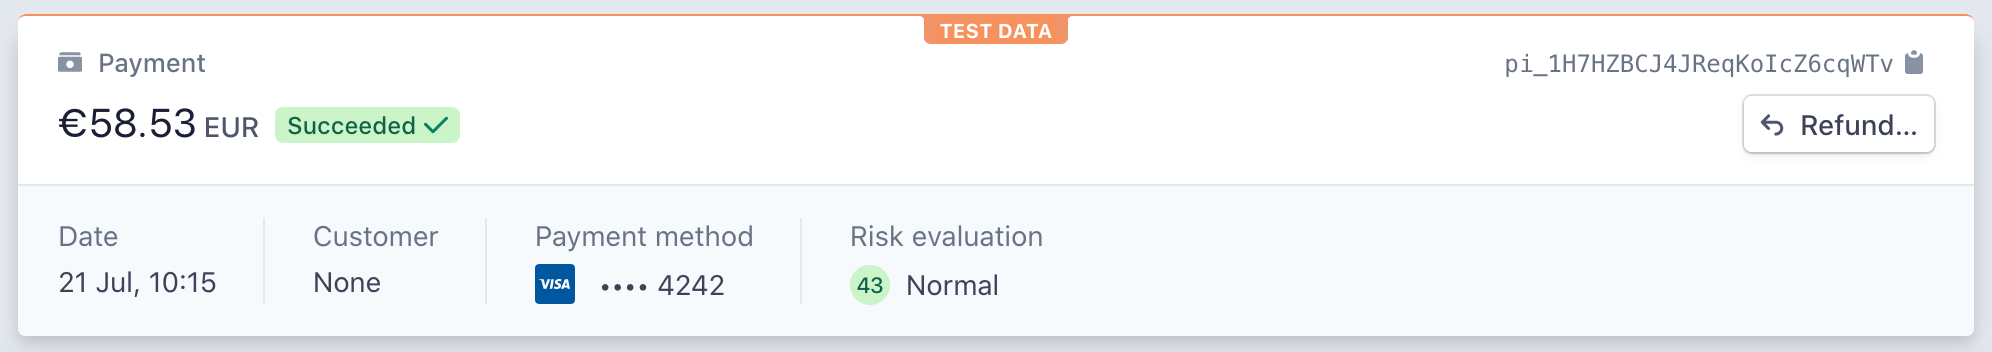 TEST DATA
Payment
pi_1H7HZBCJ4JReqKoIcZ6cqWTv
€58.53 EUR Succeeded
Refund...
Date
21 Jul, 10:15
Customer
None
Payment method
VISA •••• 4242
Risk evaluation
43 Normal